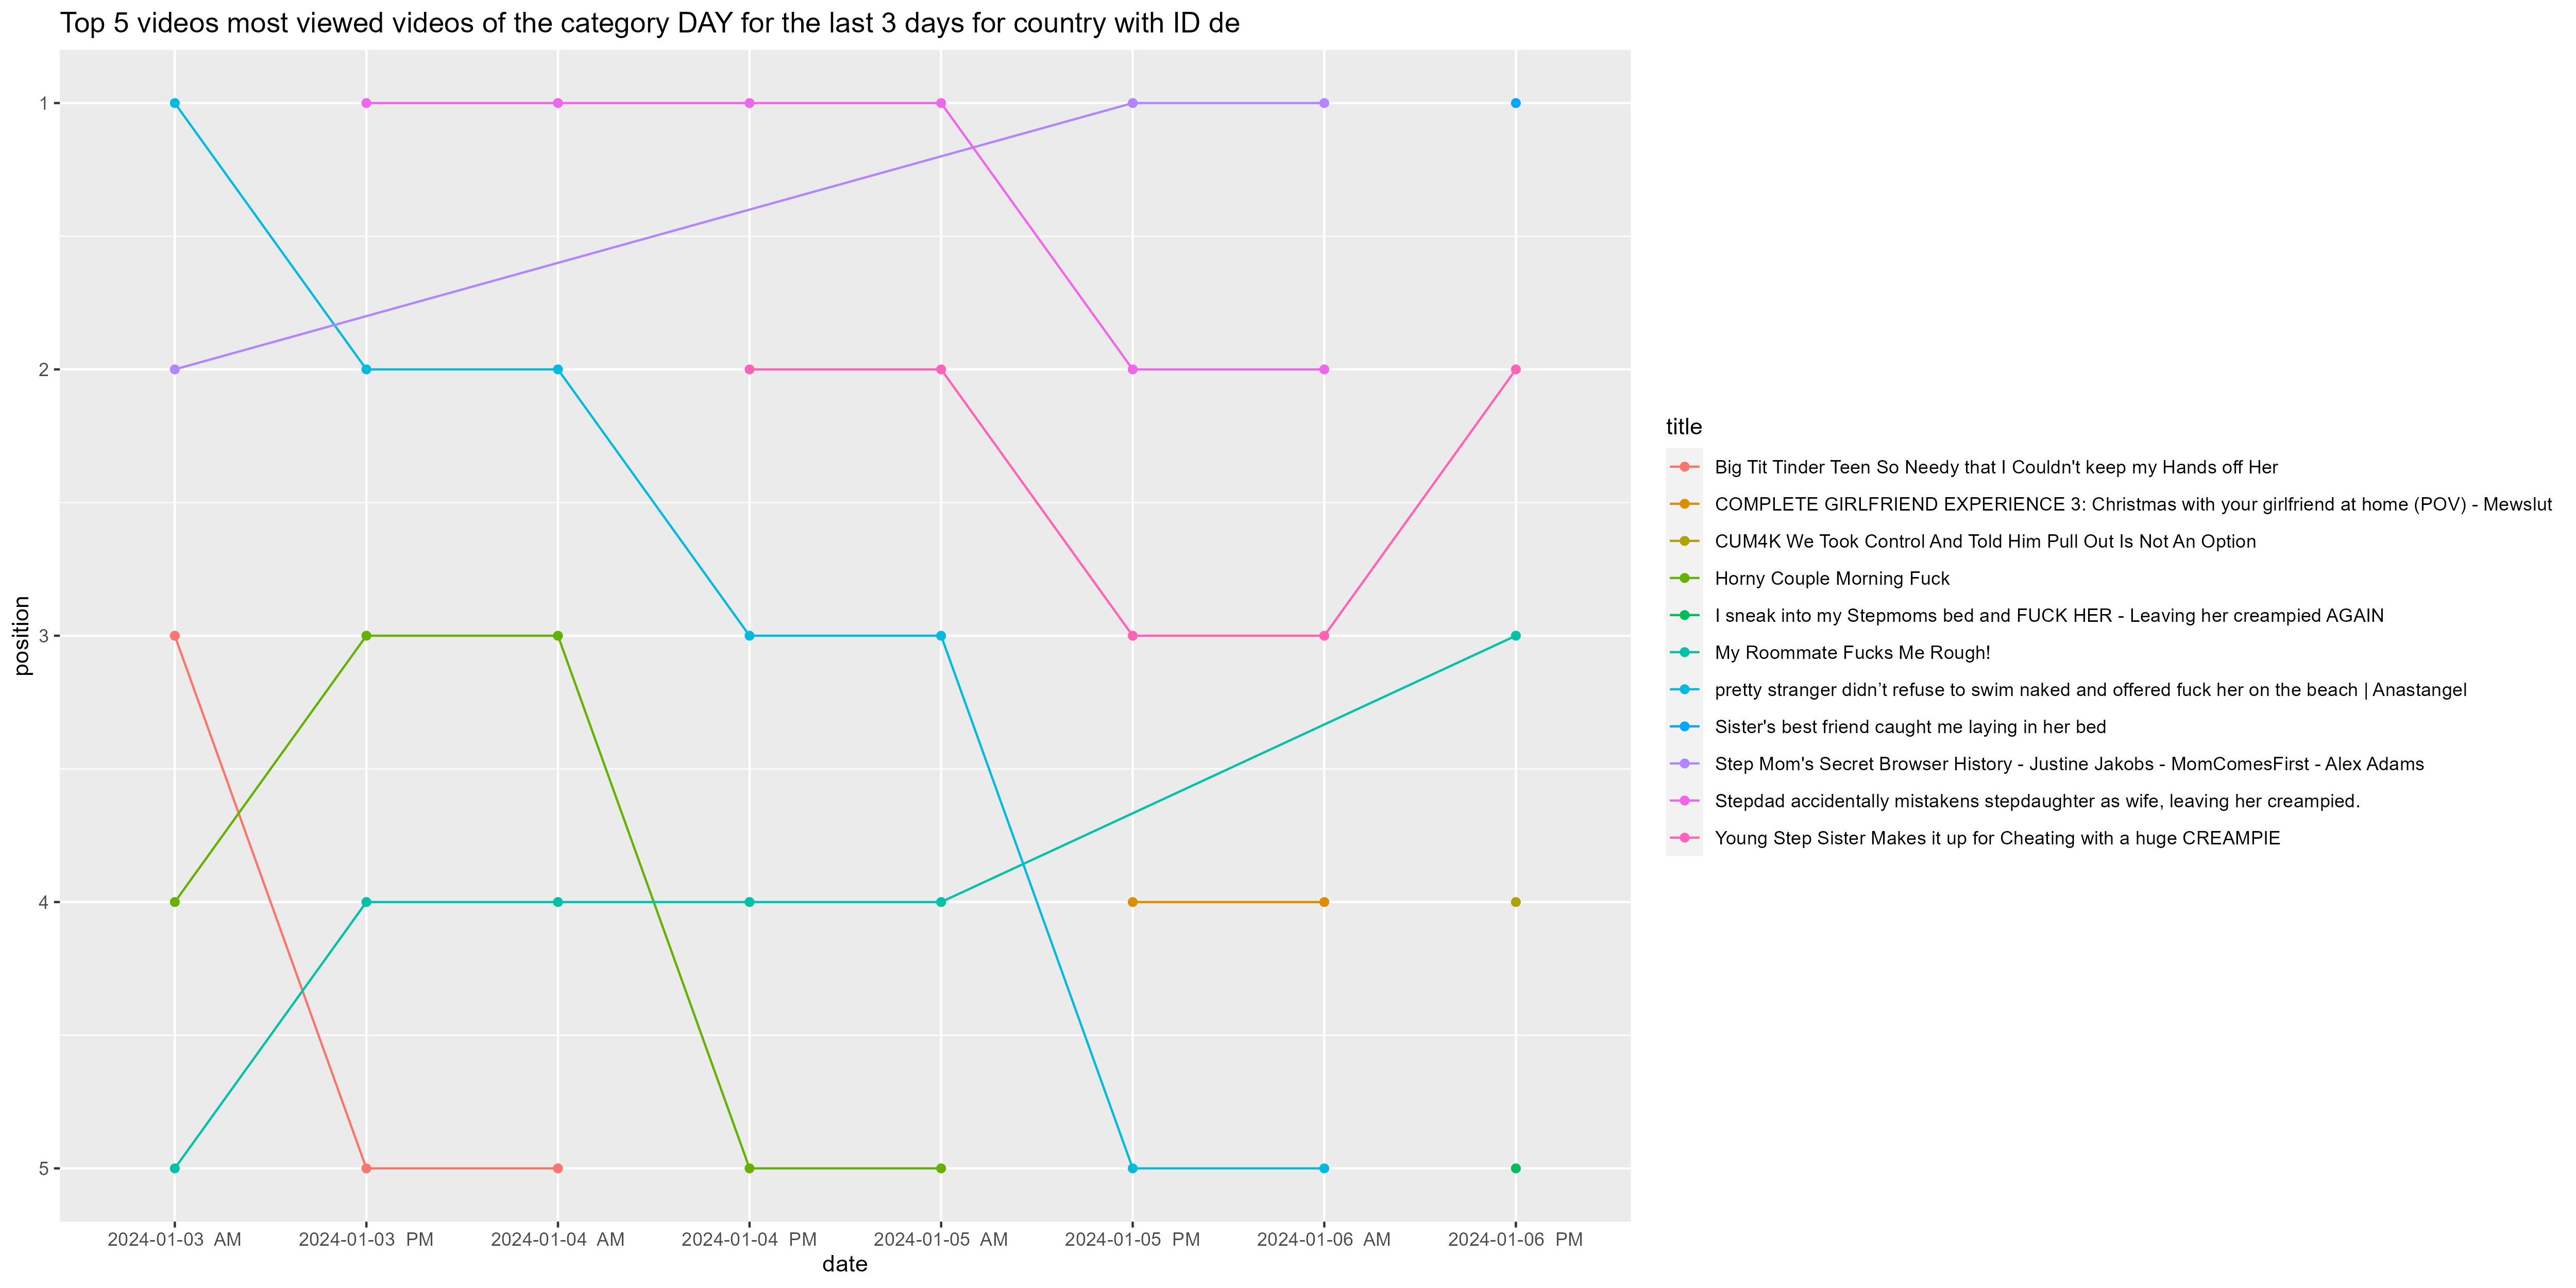 Top 5 videos most viewed videos of the category DAY for the last 3 days for country with ID de
1
2
3
4
5
position
2024-01-03 AM
2024-01-03 PM
2024-01-04 AM
2024-01-04 PM
2024-01-05 AM
2024-01-05 PM
2024-01-06 AM
2024-01-06 PM
date
title
Big Tit Tinder Teen So Needy that I Couldn't keep my Hands off Her
COMPLETE GIRLFRIEND EXPERIENCE 3: Christmas with your girlfriend at home (POV) - Mewslut
CUM4K We Took Control And Told Him Pull Out Is Not An Option
Horny Couple Morning Fuck
I sneak into my Stepmoms bed and FUCK HER - Leaving her creampied AGAIN
My Roommate Fucks Me Rough!
pretty stranger didn’t refuse to swim naked and offered fuck her on the beach | Anastangel
Sister's best friend caught me laying in her bed
Step Mom's Secret Browser History - Justine Jakobs - MomComesFirst - Alex Adams
Stepdad accidentally mistakens stepdaughter as wife, leaving her creampied.
Young Step Sister Makes it up for Cheating with a huge CREAMPIE